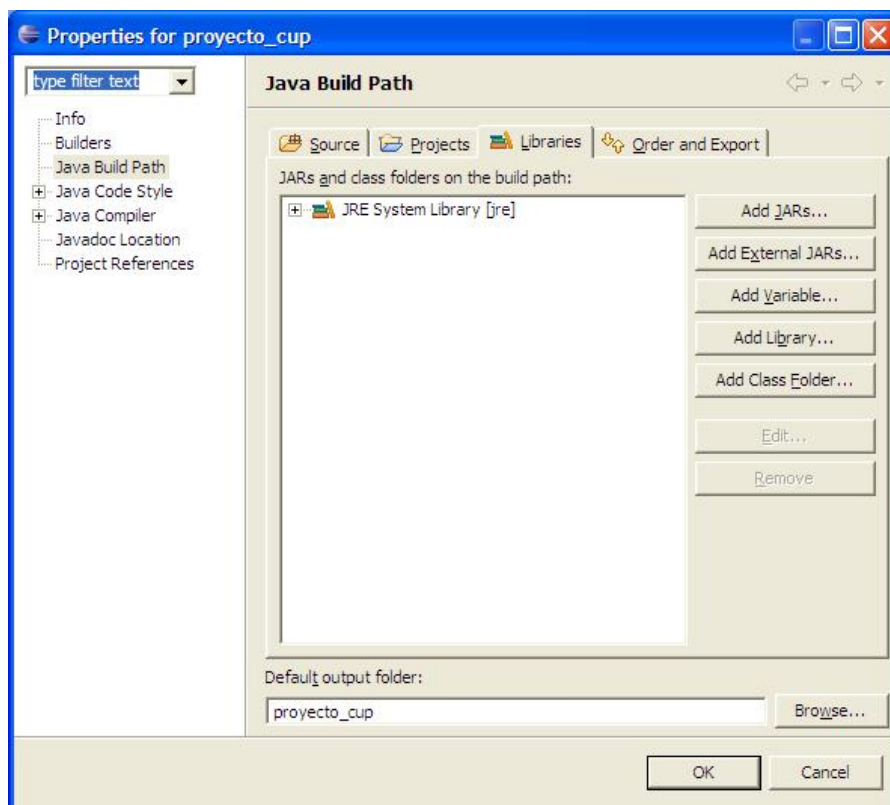 Properties for proyecto_cup
type filter text
Info
Builders
Java Build Path
Java Code Style
Java Compiler
Javadoc Location
Project References
Java Build Path
Source Projects Libraries Order and Export
JARs and class folders on the build path:
JRE System Library [jre]
Add JARs...
Add External JARs...
Add Variable...
Add Library...
Add Class Folder...
Edit...
Remove
Default output folder:
proyecto_cup
Browse...
OK Cancel